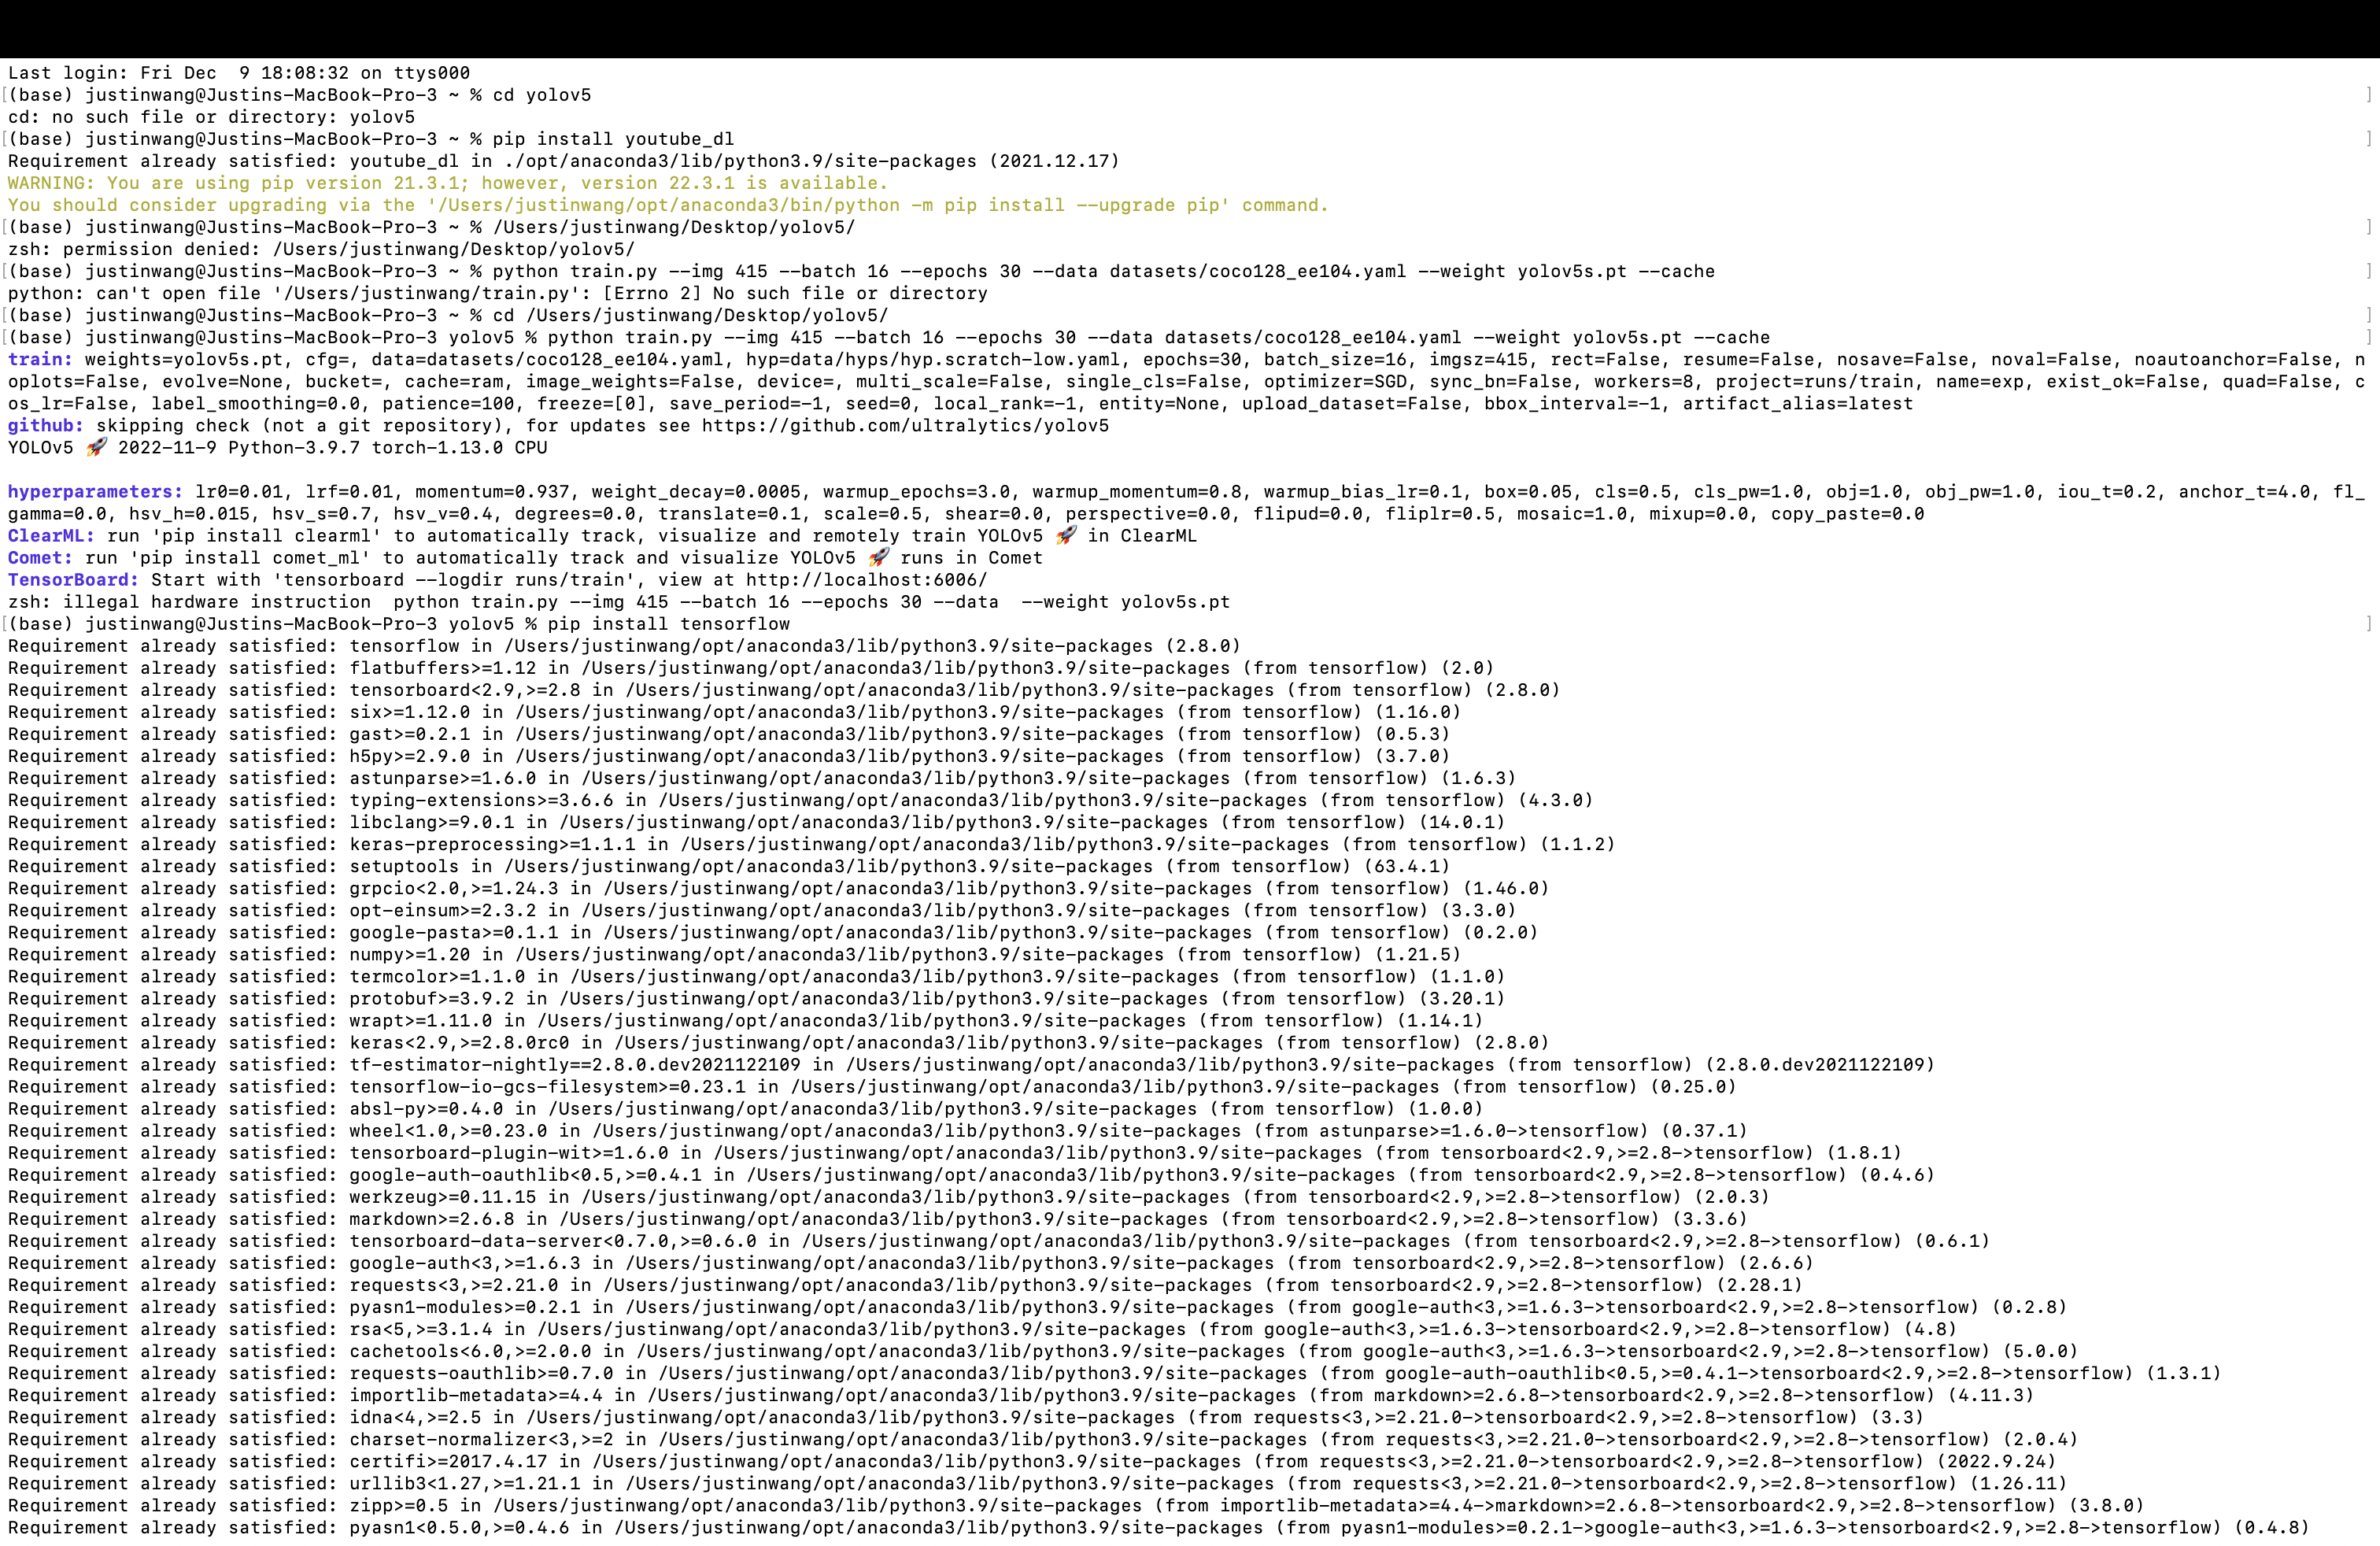 Last login: Fri Dec  9 18:08:32 on ttys000
[(base) justinwang@Justins-MacBook-Pro-3 ~ % cd yolov5 ]
cd: no such file or directory: yolov5
[(base) justinwang@Justins-MacBook-Pro-3 ~ % pip install youtube_dl ]
Requirement already satisfied: youtube_dl in ./opt/anaconda3/lib/python3.9/site-packages (2021.12.17)
WARNING: You are using pip version 21.3.1; however, version 22.3.1 is available.
You should consider upgrading via the '/Users/justinwang/opt/anaconda3/bin/python -m pip install --upgrade pip' command.
[(base) justinwang@Justins-MacBook-Pro-3 ~ % /Users/justinwang/Desktop/yolov5/ ]
zsh: permission denied: /Users/justinwang/Desktop/yolov5/
[(base) justinwang@Justins-MacBook-Pro-3 ~ % python train.py --img 415 --batch 16 --epochs 30 --data datasets/coco128_ee104.yaml --weight yolov5s.pt --cache ]
python: can't open file '/Users/justinwang/train.py': [Errno 2] No such file or directory
[(base) justinwang@Justins-MacBook-Pro-3 ~ % cd /Users/justinwang/Desktop/yolov5/ ]
[(base) justinwang@Justins-MacBook-Pro-3 yolov5 % python train.py --img 415 --batch 16 --epochs 30 --data datasets/coco128_ee104.yaml --weight yolov5s.pt --cache ]
train: weights=yolov5s.pt, cfg=, data=datasets/coco128_ee104.yaml, hyp=data/hyps/hyp.scratch-low.yaml, epochs=30, batch_size=16, imgsz=415, rect=False, resume=False, nosave=False, noval=False, noautoanchor=False, n
oplots=False, evolve=None, bucket=, cache=ram, image_weights=False, device=, multi_scale=False, single_cls=False, optimizer=SGD, sync_bn=False, workers=8, project=runs/train, name=exp, exist_ok=False, quad=False, c
os_lr=False, label_smoothing=0.0, patience=100, freeze=[0], save_period=-1, seed=0, local_rank=-1, entity=None, upload_dataset=False, bbox_interval=-1, artifact_alias=latest
github: skipping check (not a git repository), for updates see https://github.com/ultralytics/yolov5
YOLOv5 🚀 2022-11-9 Python-3.9.7 torch-1.13.0 CPU
hyperparameters: lr0=0.01, lrf=0.01, momentum=0.937, weight_decay=0.0005, warmup_epochs=3.0, warmup_momentum=0.8, warmup_bias_lr=0.1, box=0.05, cls=0.5, cls_pw=1.0, obj=1.0, obj_pw=1.0, iou_t=0.2, anchor_t=4.0, fl_
gamma=0.0, hsv_h=0.015, hsv_s=0.7, hsv_v=0.4, degrees=0.0, translate=0.1, scale=0.5, shear=0.0, perspective=0.0, flipud=0.0, fliplr=0.5, mosaic=1.0, mixup=0.0, copy_paste=0.0
ClearML: run 'pip install clearml' to automatically track, visualize and remotely train YOLOv5 🚀 in ClearML
Comet: run 'pip install comet_ml' to automatically track and visualize YOLOv5 🚀 runs in Comet
TensorBoard: Start with 'tensorboard --logdir runs/train', view at http://localhost:6006/
zsh: illegal hardware instruction  python train.py --img 415 --batch 16 --epochs 30 --data  --weight yolov5s.pt
[(base) justinwang@Justins-MacBook-Pro-3 yolov5 % pip install tensorflow ]
Requirement already satisfied: tensorflow in /Users/justinwang/opt/anaconda3/lib/python3.9/site-packages (2.8.0)
Requirement already satisfied: flatbuffers>=1.12 in /Users/justinwang/opt/anaconda3/lib/python3.9/site-packages (from tensorflow) (2.0)
Requirement already satisfied: tensorboard<2.9,>=2.8 in /Users/justinwang/opt/anaconda3/lib/python3.9/site-packages (from tensorflow) (2.8.0)
Requirement already satisfied: six>=1.12.0 in /Users/justinwang/opt/anaconda3/lib/python3.9/site-packages (from tensorflow) (1.16.0)
Requirement already satisfied: gast>=0.2.1 in /Users/justinwang/opt/anaconda3/lib/python3.9/site-packages (from tensorflow) (0.5.3)
Requirement already satisfied: h5py>=2.9.0 in /Users/justinwang/opt/anaconda3/lib/python3.9/site-packages (from tensorflow) (3.7.0)
Requirement already satisfied: astunparse>=1.6.0 in /Users/justinwang/opt/anaconda3/lib/python3.9/site-packages (from tensorflow) (1.6.3)
Requirement already satisfied: typing-extensions>=3.6.6 in /Users/justinwang/opt/anaconda3/lib/python3.9/site-packages (from tensorflow) (4.3.0)
Requirement already satisfied: libclang>=9.0.1 in /Users/justinwang/opt/anaconda3/lib/python3.9/site-packages (from tensorflow) (14.0.1)
Requirement already satisfied: keras-preprocessing>=1.1.1 in /Users/justinwang/opt/anaconda3/lib/python3.9/site-packages (from tensorflow) (1.1.2)
Requirement already satisfied: setuptools in /Users/justinwang/opt/anaconda3/lib/python3.9/site-packages (from tensorflow) (63.4.1)
Requirement already satisfied: grpcio<2.0,>=1.24.3 in /Users/justinwang/opt/anaconda3/lib/python3.9/site-packages (from tensorflow) (1.46.0)
Requirement already satisfied: opt-einsum>=2.3.2 in /Users/justinwang/opt/anaconda3/lib/python3.9/site-packages (from tensorflow) (3.3.0)
Requirement already satisfied: google-pasta>=0.1.1 in /Users/justinwang/opt/anaconda3/lib/python3.9/site-packages (from tensorflow) (0.2.0)
Requirement already satisfied: numpy>=1.20 in /Users/justinwang/opt/anaconda3/lib/python3.9/site-packages (from tensorflow) (1.21.5)
Requirement already satisfied: termcolor>=1.1.0 in /Users/justinwang/opt/anaconda3/lib/python3.9/site-packages (from tensorflow) (1.1.0)
Requirement already satisfied: protobuf>=3.9.2 in /Users/justinwang/opt/anaconda3/lib/python3.9/site-packages (from tensorflow) (3.20.1)
Requirement already satisfied: wrapt>=1.11.0 in /Users/justinwang/opt/anaconda3/lib/python3.9/site-packages (from tensorflow) (1.14.1)
Requirement already satisfied: keras<2.9,>=2.8.0rc0 in /Users/justinwang/opt/anaconda3/lib/python3.9/site-packages (from tensorflow) (2.8.0)
Requirement already satisfied: tf-estimator-nightly==2.8.0.dev2021122109 in /Users/justinwang/opt/anaconda3/lib/python3.9/site-packages (from tensorflow) (2.8.0.dev2021122109)
Requirement already satisfied: tensorflow-io-gcs-filesystem>=0.23.1 in /Users/justinwang/opt/anaconda3/lib/python3.9/site-packages (from tensorflow) (0.25.0)
Requirement already satisfied: absl-py>=0.4.0 in /Users/justinwang/opt/anaconda3/lib/python3.9/site-packages (from tensorflow) (1.0.0)
Requirement already satisfied: wheel<1.0,>=0.23.0 in /Users/justinwang/opt/anaconda3/lib/python3.9/site-packages (from astunparse>=1.6.0->tensorflow) (0.37.1)
Requirement already satisfied: tensorboard-plugin-wit>=1.6.0 in /Users/justinwang/opt/anaconda3/lib/python3.9/site-packages (from tensorboard<2.9,>=2.8->tensorflow) (1.8.1)
Requirement already satisfied: google-auth-oauthlib<0.5,>=0.4.1 in /Users/justinwang/opt/anaconda3/lib/python3.9/site-packages (from tensorboard<2.9,>=2.8->tensorflow) (0.4.6)
Requirement already satisfied: werkzeug>=0.11.15 in /Users/justinwang/opt/anaconda3/lib/python3.9/site-packages (from tensorboard<2.9,>=2.8->tensorflow) (2.0.3)
Requirement already satisfied: markdown>=2.6.8 in /Users/justinwang/opt/anaconda3/lib/python3.9/site-packages (from tensorboard<2.9,>=2.8->tensorflow) (3.3.6)
Requirement already satisfied: tensorboard-data-server<0.7.0,>=0.6.0 in /Users/justinwang/opt/anaconda3/lib/python3.9/site-packages (from tensorboard<2.9,>=2.8->tensorflow) (0.6.1)
Requirement already satisfied: google-auth<3,>=1.6.3 in /Users/justinwang/opt/anaconda3/lib/python3.9/site-packages (from tensorboard<2.9,>=2.8->tensorflow) (2.6.6)
Requirement already satisfied: requests<3,>=2.21.0 in /Users/justinwang/opt/anaconda3/lib/python3.9/site-packages (from tensorboard<2.9,>=2.8->tensorflow) (2.28.1)
Requirement already satisfied: pyasn1-modules>=0.2.1 in /Users/justinwang/opt/anaconda3/lib/python3.9/site-packages (from google-auth<3,>=1.6.3->tensorboard<2.9,>=2.8->tensorflow) (0.2.8)
Requirement already satisfied: rsa<5,>=3.1.4 in /Users/justinwang/opt/anaconda3/lib/python3.9/site-packages (from google-auth<3,>=1.6.3->tensorboard<2.9,>=2.8->tensorflow) (4.8)
Requirement already satisfied: cachetools<6.0,>=2.0.0 in /Users/justinwang/opt/anaconda3/lib/python3.9/site-packages (from google-auth<3,>=1.6.3->tensorboard<2.9,>=2.8->tensorflow) (5.0.0)
Requirement already satisfied: requests-oauthlib>=0.7.0 in /Users/justinwang/opt/anaconda3/lib/python3.9/site-packages (from google-auth-oauthlib<0.5,>=0.4.1->tensorboard<2.9,>=2.8->tensorflow) (1.3.1)
Requirement already satisfied: importlib-metadata>=4.4 in /Users/justinwang/opt/anaconda3/lib/python3.9/site-packages (from markdown>=2.6.8->tensorboard<2.9,>=2.8->tensorflow) (4.11.3)
Requirement already satisfied: idna<4,>=2.5 in /Users/justinwang/opt/anaconda3/lib/python3.9/site-packages (from requests<3,>=2.21.0->tensorboard<2.9,>=2.8->tensorflow) (3.3)
Requirement already satisfied: charset-normalizer<3,>=2 in /Users/justinwang/opt/anaconda3/lib/python3.9/site-packages (from requests<3,>=2.21.0->tensorboard<2.9,>=2.8->tensorflow) (2.0.4)
Requirement already satisfied: certifi>=2017.4.17 in /Users/justinwang/opt/anaconda3/lib/python3.9/site-packages (from requests<3,>=2.21.0->tensorboard<2.9,>=2.8->tensorflow) (2022.9.24)
Requirement already satisfied: urllib3<1.27,>=1.21.1 in /Users/justinwang/opt/anaconda3/lib/python3.9/site-packages (from requests<3,>=2.21.0->tensorboard<2.9,>=2.8->tensorflow) (1.26.11)
Requirement already satisfied: zipp>=0.5 in /Users/justinwang/opt/anaconda3/lib/python3.9/site-packages (from importlib-metadata>=4.4->markdown>=2.6.8->tensorboard<2.9,>=2.8->tensorflow) (3.8.0)
Requirement already satisfied: pyasn1<0.5.0,>=0.4.6 in /Users/justinwang/opt/anaconda3/lib/python3.9/site-packages (from pyasn1-modules>=0.2.1->google-auth<3,>=1.6.3->tensorboard<2.9,>=2.8->tensorflow) (0.4.8)